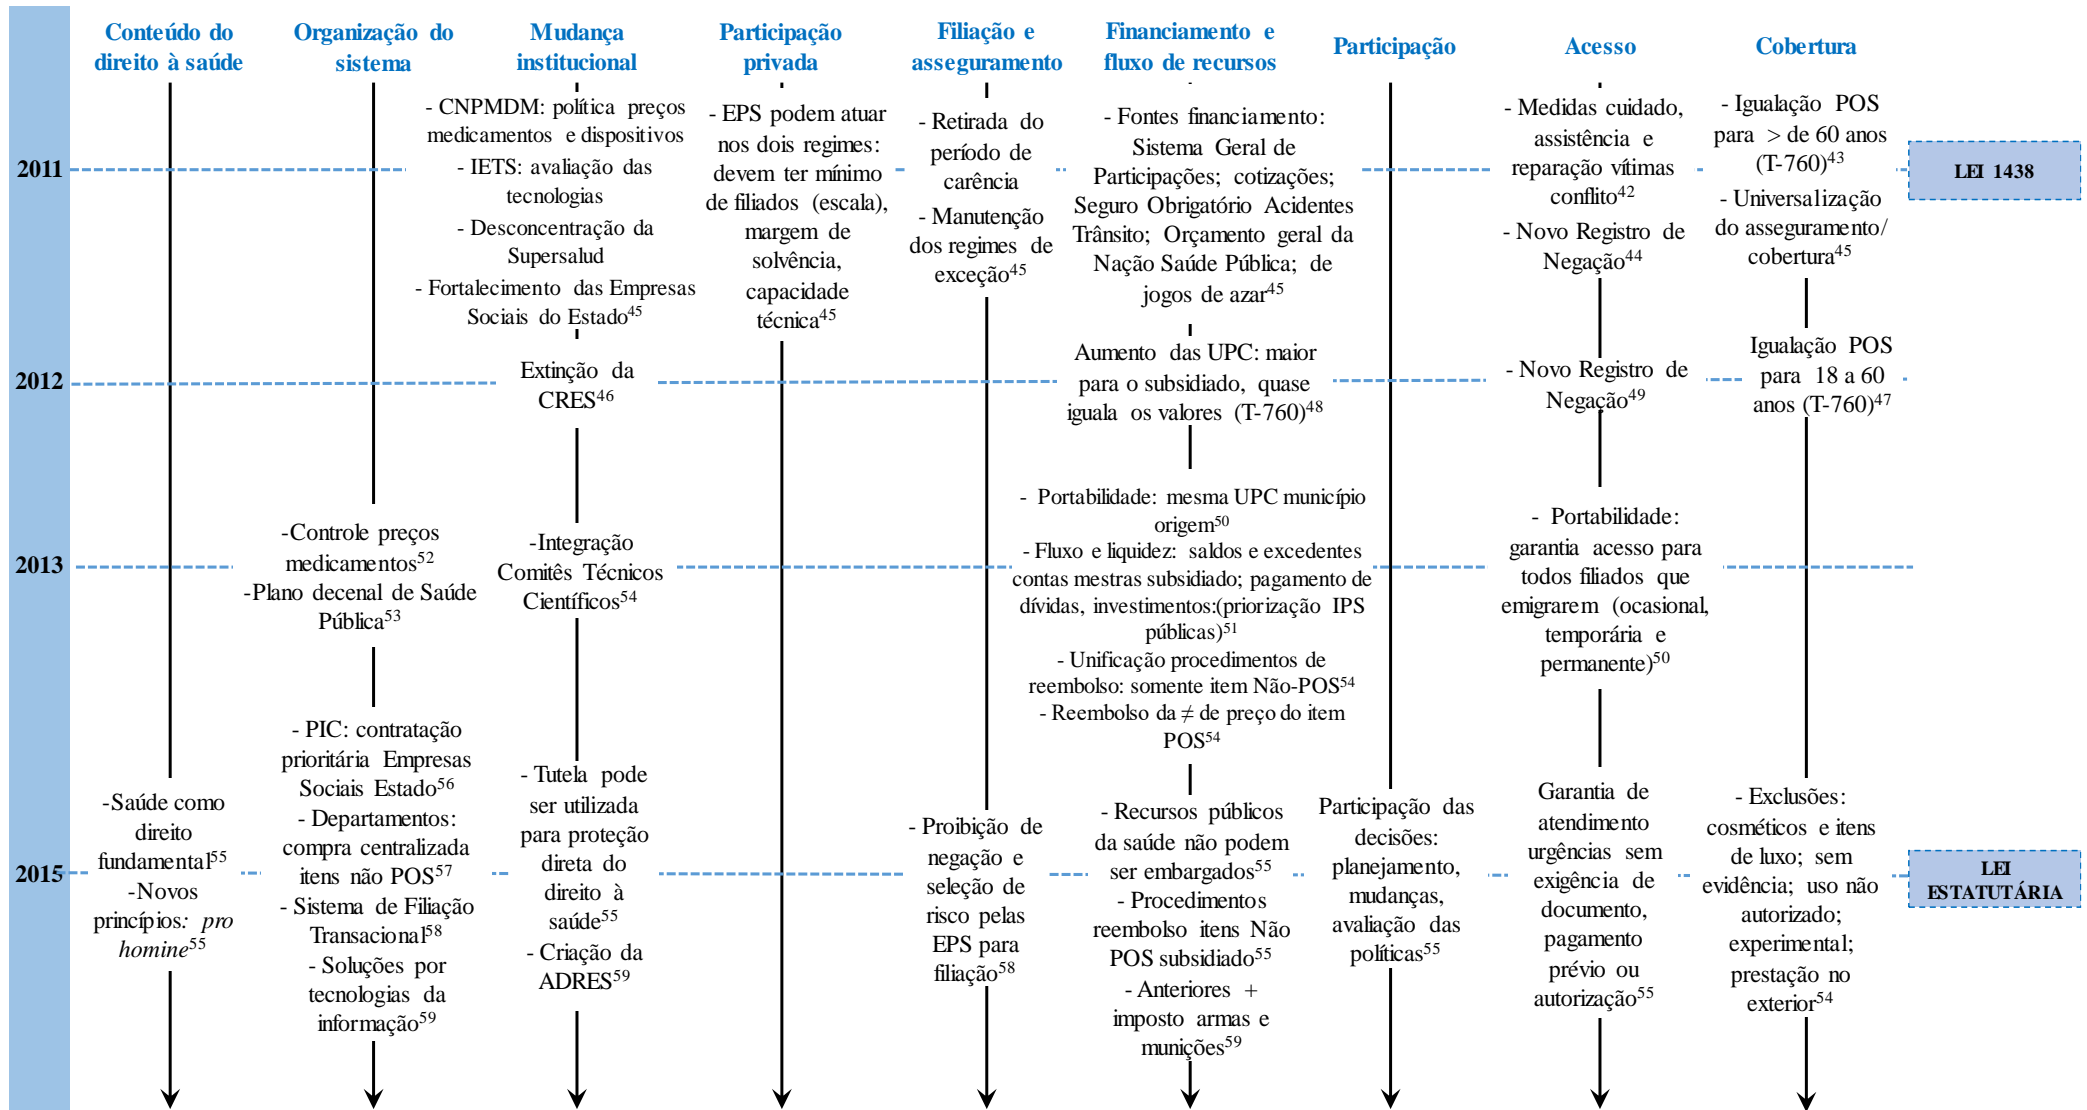 Conteúdo do
direito à saúde
Organização do
sistema
Mudança
institucional
Participação
privada
Filiação e
asseguramento
Financiamento e
fluxo de recursos
Participação
Acesso
Cobertura
2011
- CNPMDM: política preços
medicamentos e dispositivos
- IETS: avaliação das
tecnologias
- Desconcentração da
Supersalud
- Fortalecimento das Empresas
Sociais do Estado45
- EPS podem atuar
nos dois regimes:
devem ter mínimo
de filiados (escala),
margem de
solvência,
capacidade
técnica45
- Retirada do
período de
carência
- Manutenção
dos regimes de
exceção45
- Fontes financiamento:
Sistema Geral de
Participações; cotizações;
Seguro Obrigatório Acidentes
Trânsito; Orçamento geral da
Nação Saúde Pública; de
jogos de azar45
- Medidas cuidado,
assistência e
reparação vítimas
conflito42
- Novo Registro de
Negação44
- Igualação POS
para > de 60 anos
(T-760)43
- Universalização
do asseguramento/
cobertura45
LEI 1438
2012
Extinção da
CRES46
Aumento das UPC: maior
para o subsidiado, quase
iguala os valores (T-760)48
- Novo Registro de
Negação49
Igualação POS
para 18 a 60
anos (T-760)47
2013
-Controle preços
medicamentos52
-Plano decenal de Saúde
Pública53
-Integração
Comitês Técnicos
Científicos54
- Portabilidade: mesma UPC município
origem50
- Fluxo e liquidez: saldos e excedentes
contas mestras subsidiado; pagamento de
dívidas, investimentos:(priorização IPS
públicas)51
- Unificação procedimentos de
reembolso: somente item Não-POS54
- Reembolso da ≠ de preço do item
POS54
- Portabilidade:
garantia acesso para
todos filiados que
emigrarem (ocasional,
temporária e
permanente)50
2015
-Saúde como
direito
fundamental55
-Novos
princípios: pro
homine55
- PIC: contratação
prioritária Empresas
Sociais Estado56
- Departamentos:
compra centralizada
itens não POS57
- Sistema de Filiação
Transacional58
- Soluções por
tecnologias da
informação59
- Tutela pode
ser utilizada
para proteção
direta do
direito à
saúde55
- Criação da
ADRES59
- Proibição de
negação e
seleção de
risco pelas
EPS para
filiação58
- Recursos públicos
da saúde não podem
ser embargados55
- Procedimentos
reembolso itens Não
POS subsidiado55
- Anteriores +
imposto armas e
munições59
Participação das
decisões:
planejamento,
mudanças,
avaliação das
políticas55
Garantia de
atendimento
urgências sem
exigência de
documento,
pagamento
prévio ou
autorização55
- Exclusões:
cosméticos e itens
de luxo; sem
evidência; uso não
autorizado;
experimental;
prestação no
exterior54
LEI
ESTATUTÁRIA